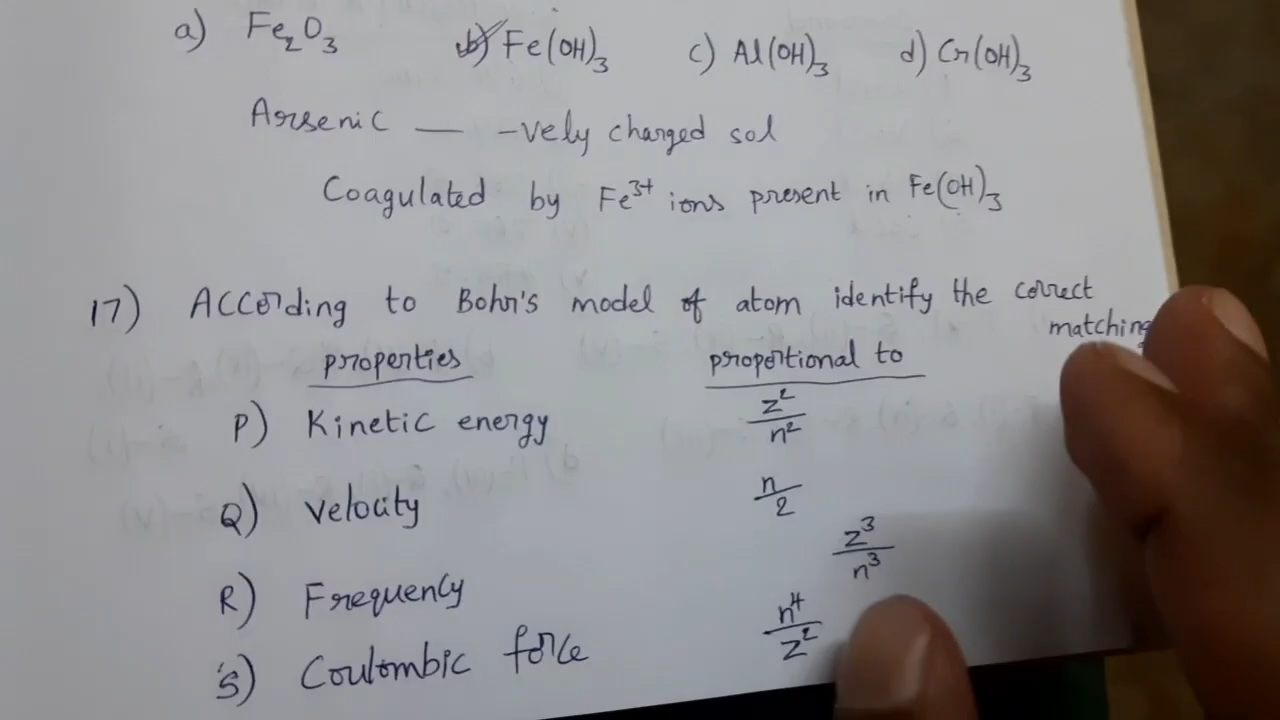 a) Fe₂O₃ b) Fe(OH)₃ c) Al(OH)₃ d) Cr(OH)₃
Arsenic — -vely charged sol
Coagulated by Fe³⁺ ions present in Fe(OH)₃
17) According to Bohr's model of atom identify the correct
matching
properties proportional to
P) Kinetic energy z²/n²
Q) velocity n/2
R) Frequency z³/n³
S) Coulombic force n⁴/z²